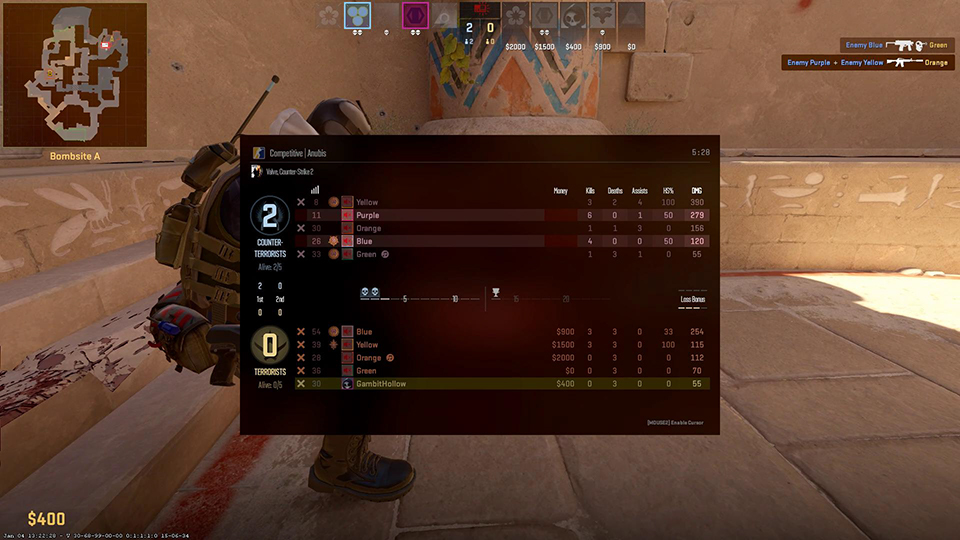 2 0
2 0
$2000 $1500 $400 $900 $0
Enemy Blue Green
Enemy Purple + Enemy Yellow Orange
Bombsite A
Competitive | Anubis 5:28
Valve, Counter-Strike 2
Money Kills Deaths Assists HS% DMG
8 Yellow 3 2 4 100 390
11 Purple 6 0 1 50 279
30 Orange 1 1 3 0 156
26 Blue 4 0 0 50 120
33 Green 1 3 1 0 55
2
COUNTER-
TERRORISTS
Alive: 2/5
2 0
1st 2nd
0 0
5 10 15 20
Loss Bonus
54 Blue $900 3 3 0 33 254
39 Yellow $1500 3 3 0 100 115
28 Orange $2000 0 3 0 0 112
36 Green $0 0 3 0 0 70
30 GambitHollow $400 0 3 0 0 55
0
TERRORISTS
Alive: 0/5
[MOUSE2] Enable Cursor
$400